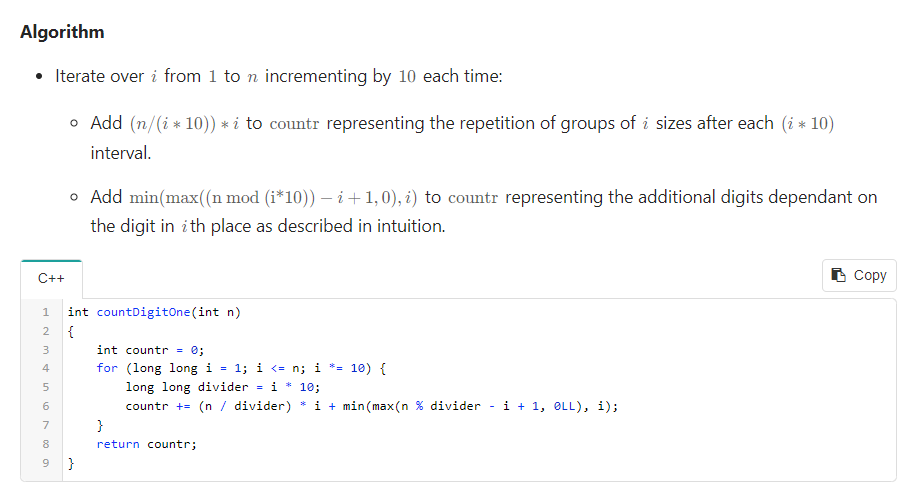 Algorithm
• Iterate over i from 1 to n incrementing by 10 each time:
◦ Add (n/(i * 10)) * i to countr representing the repetition of groups of i sizes after each (i * 10)
interval.
◦ Add min(max((n mod (i*10)) − i + 1, 0), i) to countr representing the additional digits dependant on
the digit in ith place as described in intuition.
C++
Copy
1 int countDigitOne(int n)
2 {
3     int countr = 0;
4     for (long long i = 1; i <= n; i *= 10) {
5         long long divider = i * 10;
6         countr += (n / divider) * i + min(max(n % divider - i + 1, 0LL), i);
7     }
8     return countr;
9 }